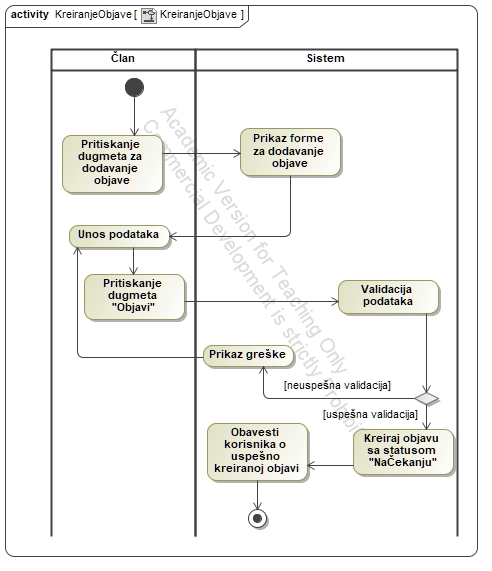 activity KreiranjeObjave [ KreiranjeObjave ]
Član
Sistem
Pritiskanje
dugmeta za
dodavanje
objave
Prikaz forme
za dodavanje
objave
Unos podataka
Pritiskanje
dugmeta
"Objavi"
Validacija
podataka
Prikaz greške
[neuspešna validacija]
[uspešna validacija]
Obavesti
korisnika o
uspešno
kreiranoj objavi
Kreiraj objavu
sa statusom
"NaČekanju"
Academic Version for Teaching Only
Commercial Development is strictly